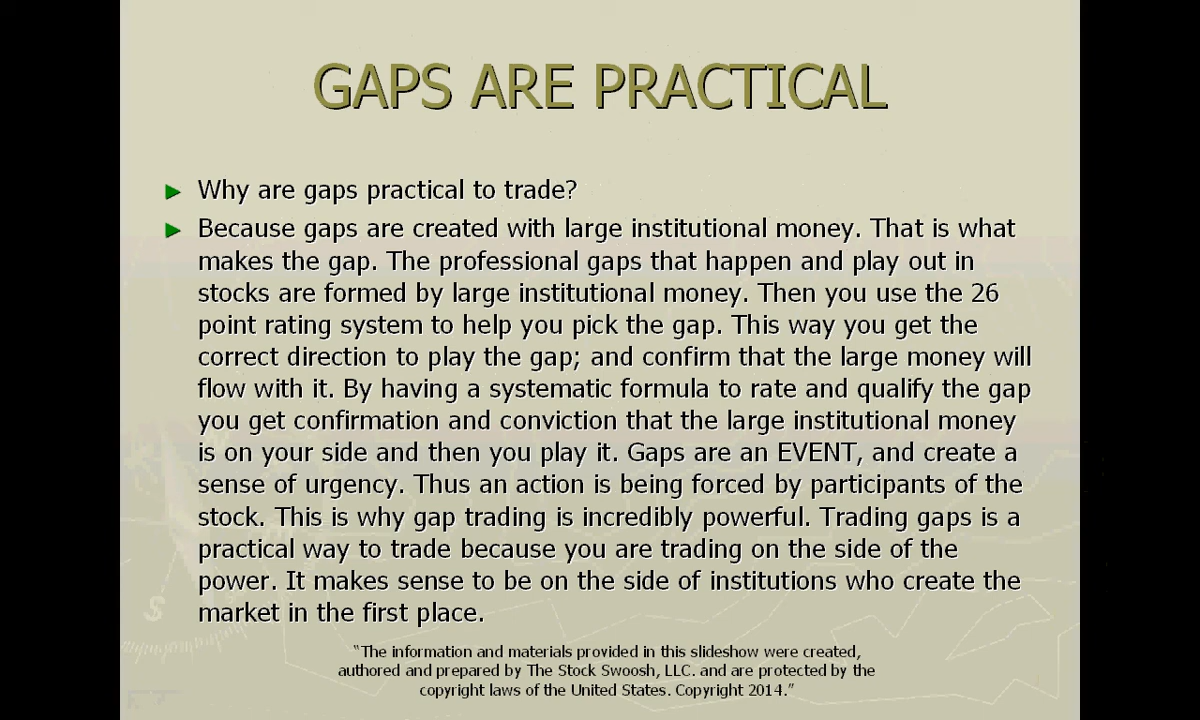 GAPS ARE PRACTICAL
► Why are gaps practical to trade?
► Because gaps are created with large institutional money. That is what
makes the gap. The professional gaps that happen and play out in
stocks are formed by large institutional money. Then you use the 26
point rating system to help you pick the gap. This way you get the
correct direction to play the gap; and confirm that the large money will
flow with it. By having a systematic formula to rate and qualify the gap
you get confirmation and conviction that the large institutional money
is on your side and then you play it. Gaps are an EVENT, and create a
sense of urgency. Thus an action is being forced by participants of the
stock. This is why gap trading is incredibly powerful. Trading gaps is a
practical way to trade because you are trading on the side of the
power. It makes sense to be on the side of institutions who create the
market in the first place.
S
"The information and materials provided in this slideshow were created,
authored and prepared by The Stock Swoosh, LLC. and are protected by the
copyright laws of the United States. Copyright 2014."